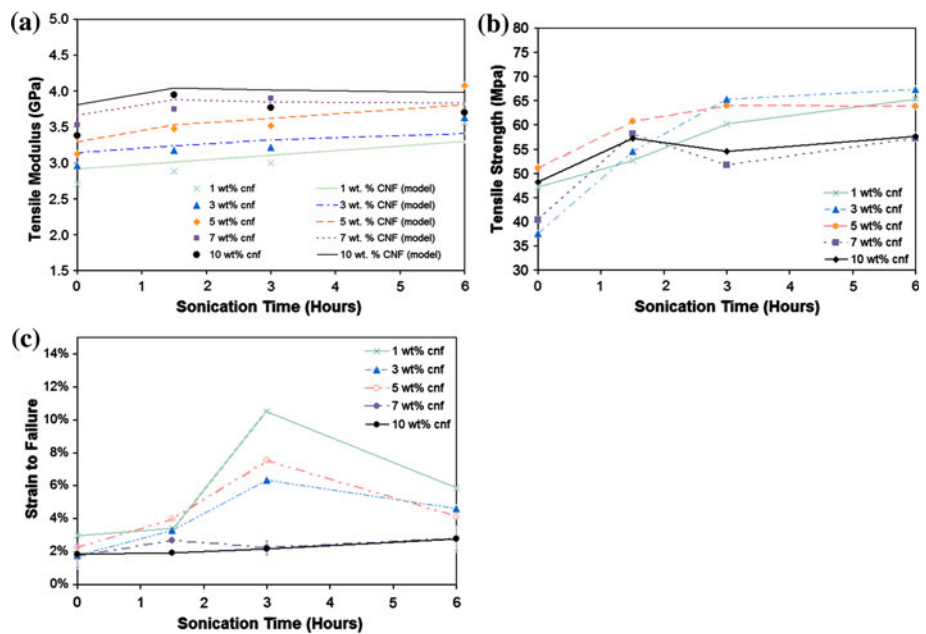 (a)
5.0
4.5
4.0
3.5
3.0
2.5
2.0
1.5
Tensile Modulus (GPa)
1 wt% cnf
3 wt% cnf
5 wt% cnf
7 wt% cnf
10 wt% cnf
1 wt. % CNF (model)
3 wt. % CNF (model)
5 wt. % CNF (model)
7 wt. % CNF (model)
10 wt. % CNF (model)
0 1 2 3 4 5 6
Sonication Time (Hours)
(b)
80
75
70
65
60
55
50
45
40
35
30
Tensile Strength (Mpa)
1 wt% cnf
3 wt% cnf
5 wt% cnf
7 wt% cnf
10 wt% cnf
0 1 2 3 4 5 6
Sonication Time (Hours)
(c)
14%
12%
10%
8%
6%
4%
2%
0%
Strain to Failure
1 wt% cnf
3 wt% cnf
5 wt% cnf
7 wt% cnf
10 wt% cnf
0 1 2 3 4 5 6
Sonication Time (Hours)